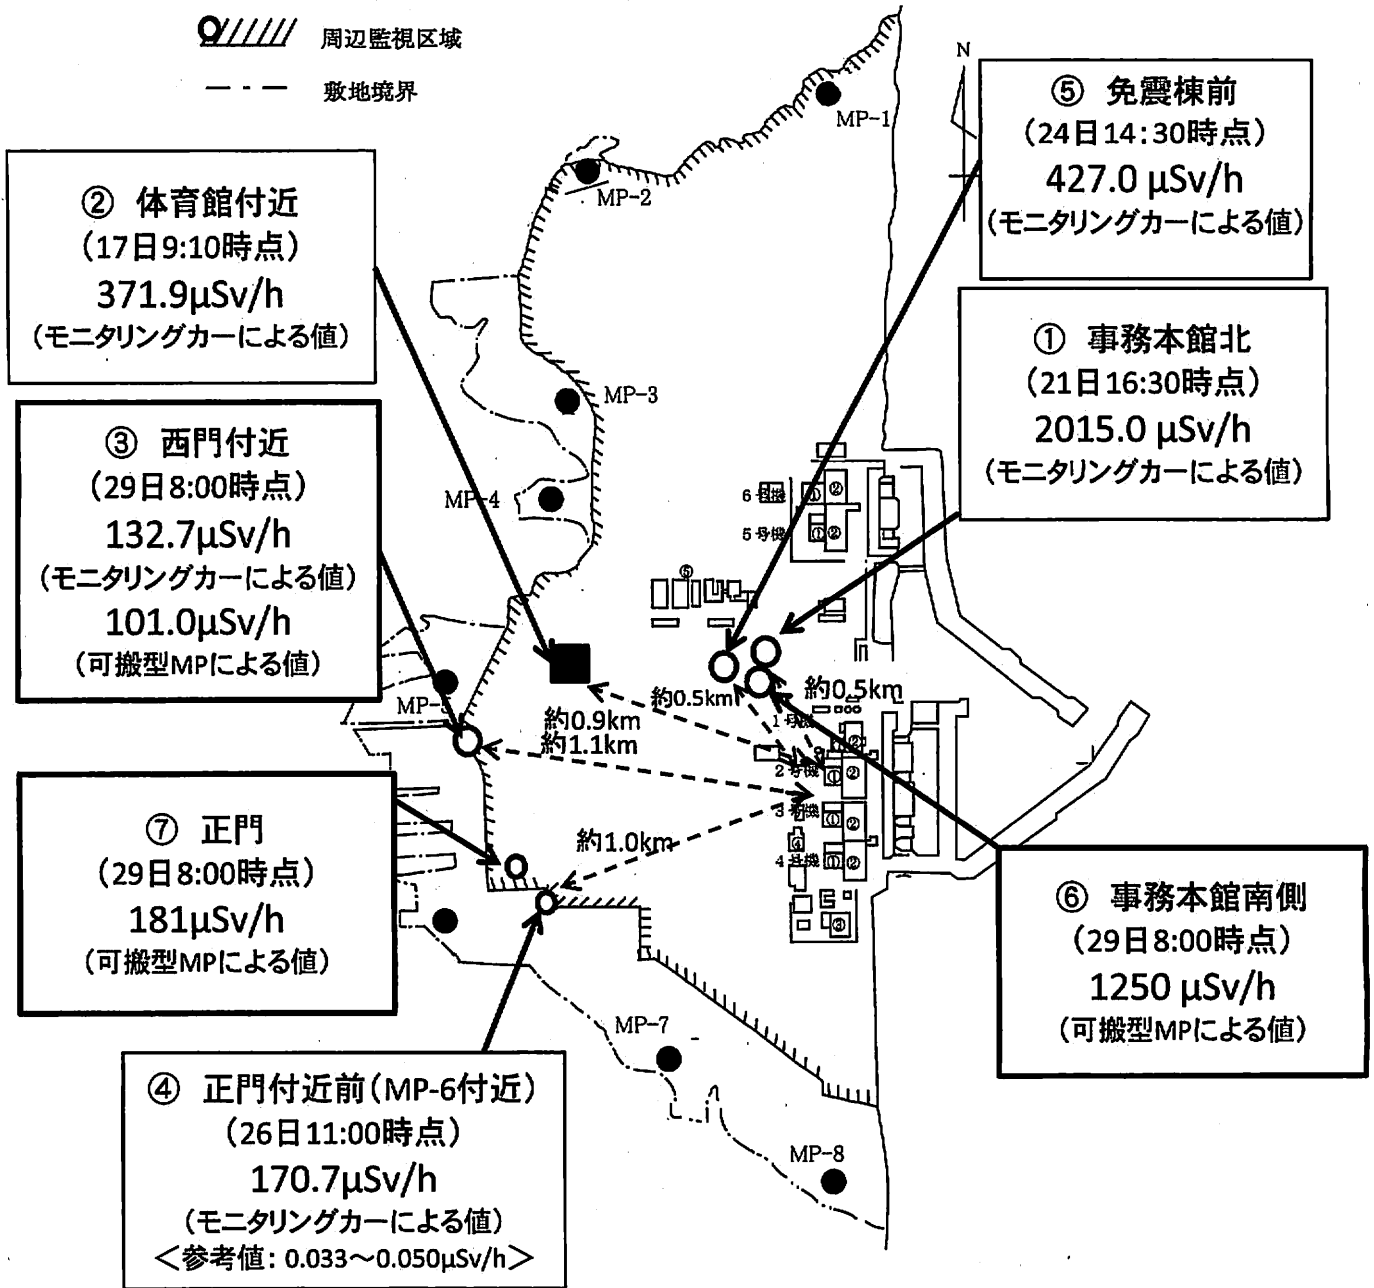 周辺監視区域
敷地境界
N
MP-1
MP-2
MP-3
MP-4
MP-5
MP-7
MP-8
⑤ 免震棟前
(24日14:30時点)
427.0 μSv/h
(モニタリングカーによる値)
② 体育館付近
(17日9:10時点)
371.9μSv/h
(モニタリングカーによる値)
① 事務本館北
(21日16:30時点)
2015.0 μSv/h
(モニタリングカーによる値)
③ 西門付近
(29日8:00時点)
132.7μSv/h
(モニタリングカーによる値)
101.0μSv/h
(可搬型MPによる値)
6号機
① ②
5号機
① ②
⑤
約0.5km
約0.5km
約0.9km
約1.1km
約1.0km
1号機
②
2号機
① ②
3号機
① ②
④
4号機
① ②
③
⑦ 正門
(29日8:00時点)
181μSv/h
(可搬型MPによる値)
⑥ 事務本館南側
(29日8:00時点)
1250 μSv/h
(可搬型MPによる値)
④ 正門付近前(MP-6付近)
(26日11:00時点)
170.7μSv/h
(モニタリングカーによる値)
＜参考値: 0.033～0.050μSv/h＞